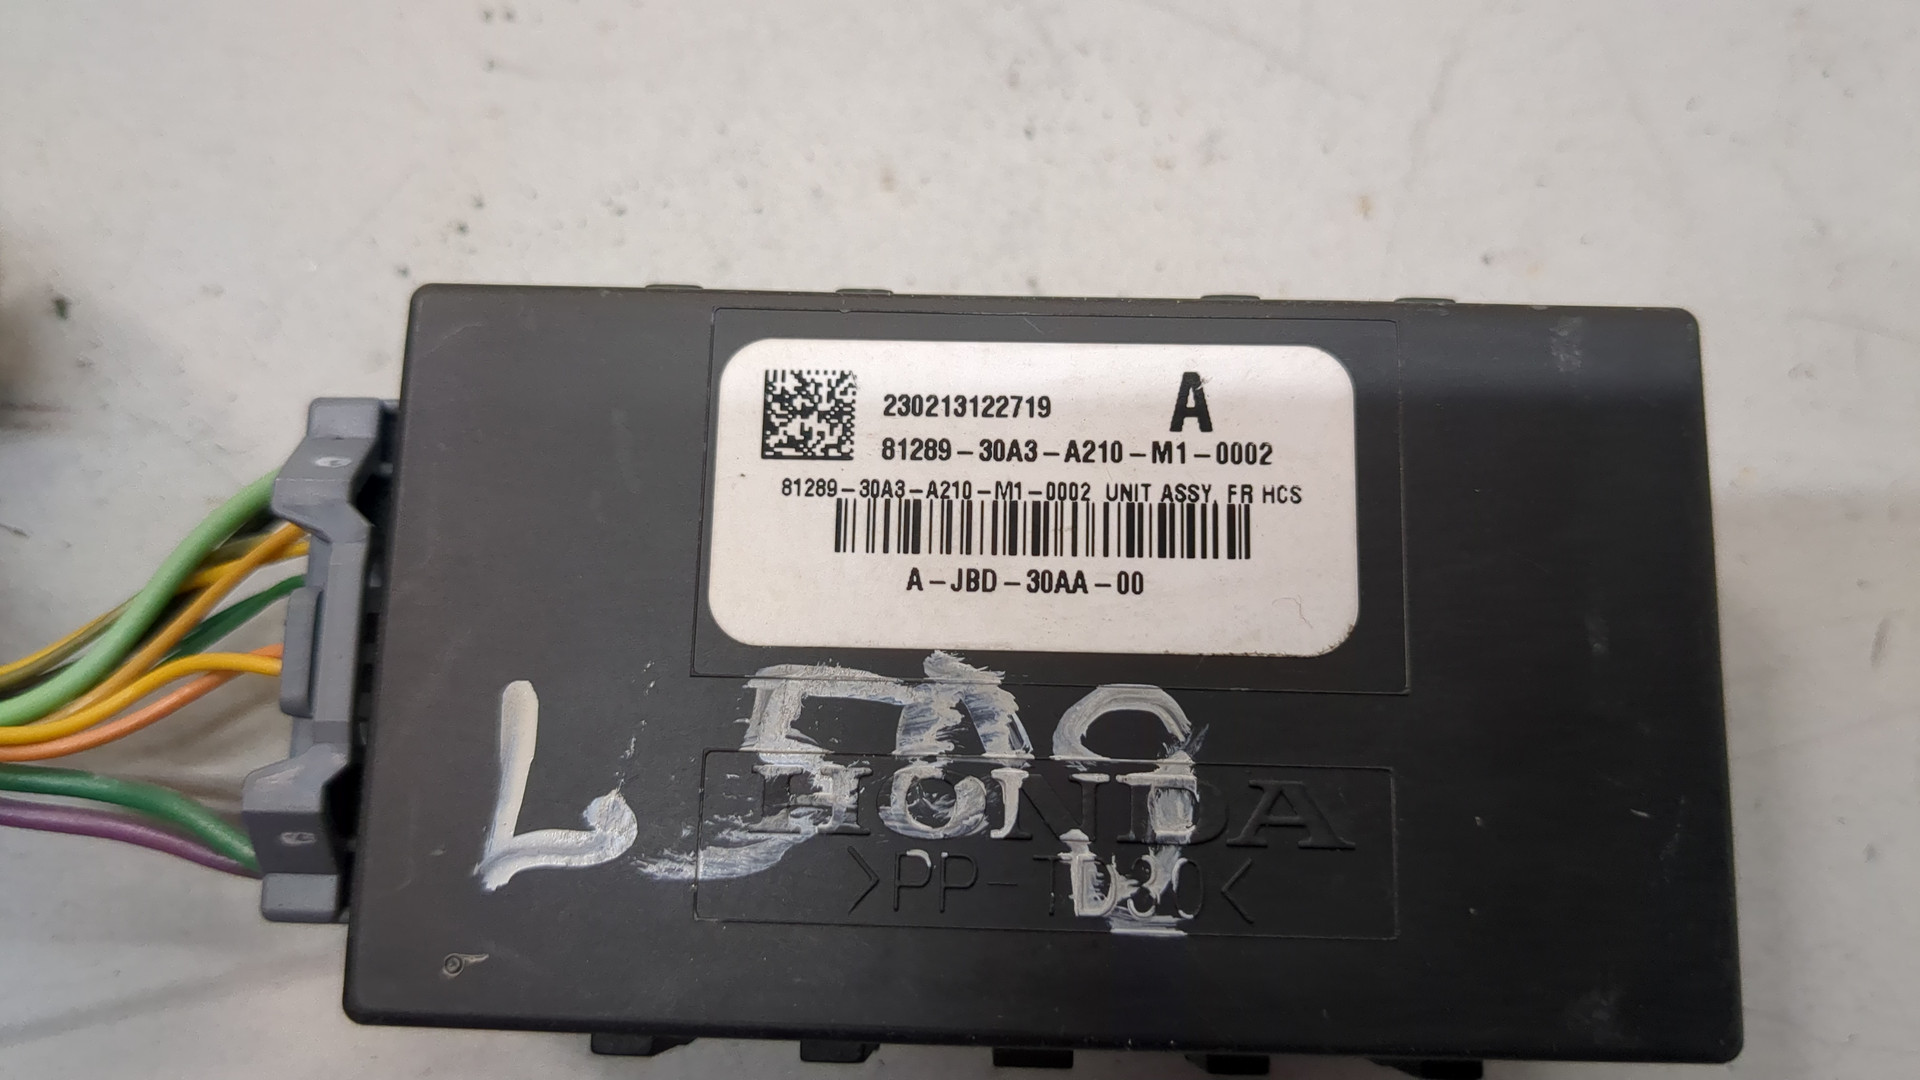 230213122719 A
81289-30A3-A210-M1-0002
81289-30A3-A210-M1-0002 UNIT ASSY, FR HCS
A-JBD-30AA-00
HONDA